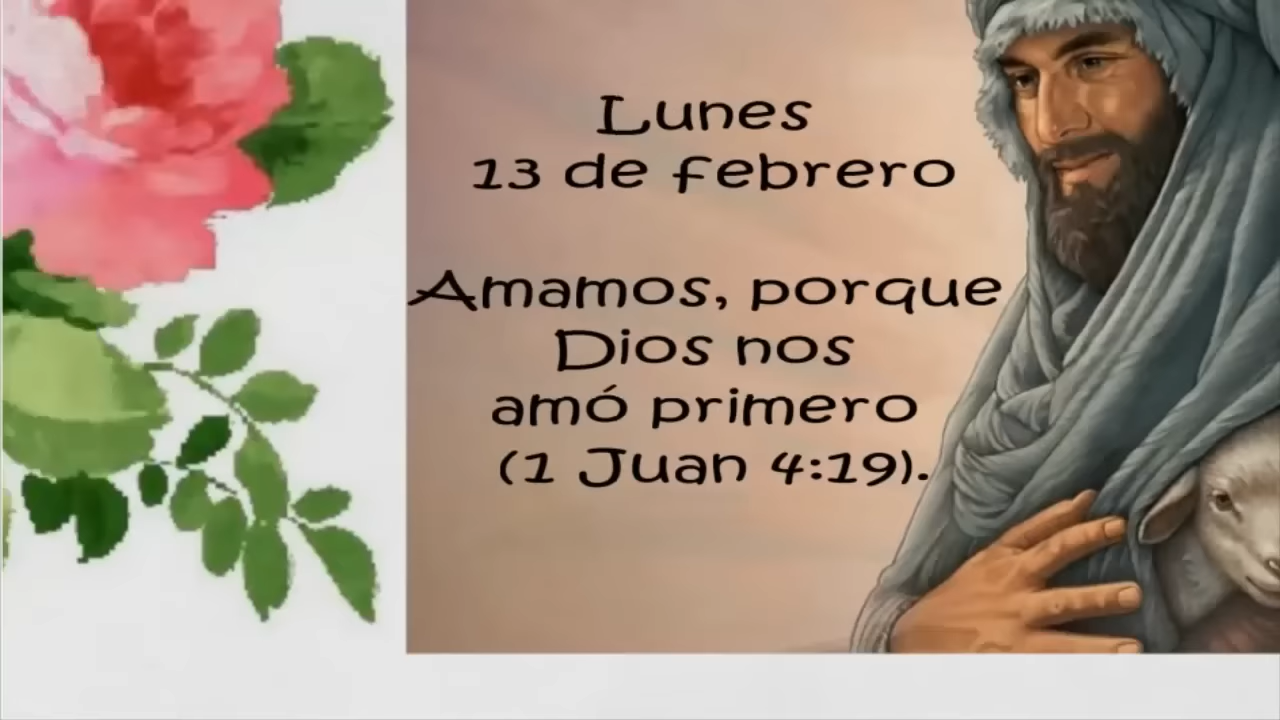 Lunes
13 de febrero
Amamos, porque
Dios nos
amó primero
(1 Juan 4:19).